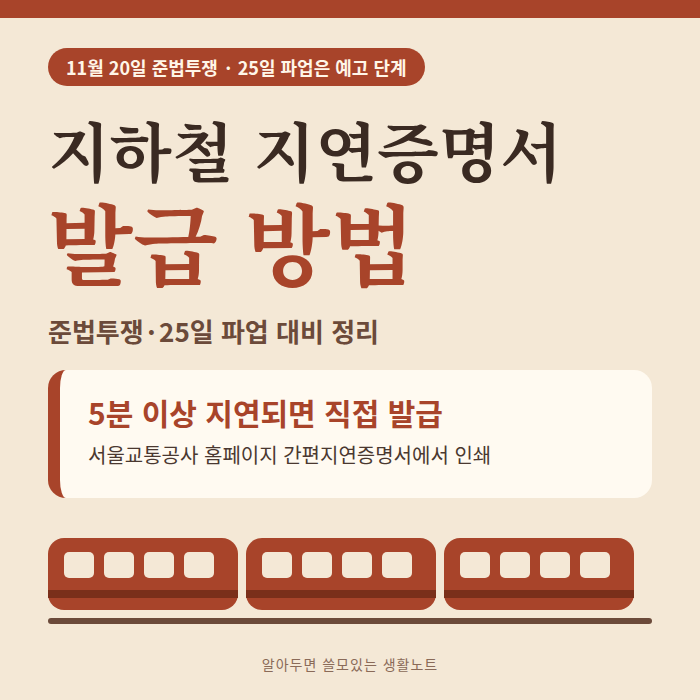 11월 20일 준법투쟁 · 25일 파업은 예고 단계
지하철 지연증명서
발급 방법
준법투쟁·25일 파업 대비 정리
5분 이상 지연되면 직접 발급
서울교통공사 홈페이지 간편지연증명서에서 인쇄
알아두면 쓸모있는 생활노트